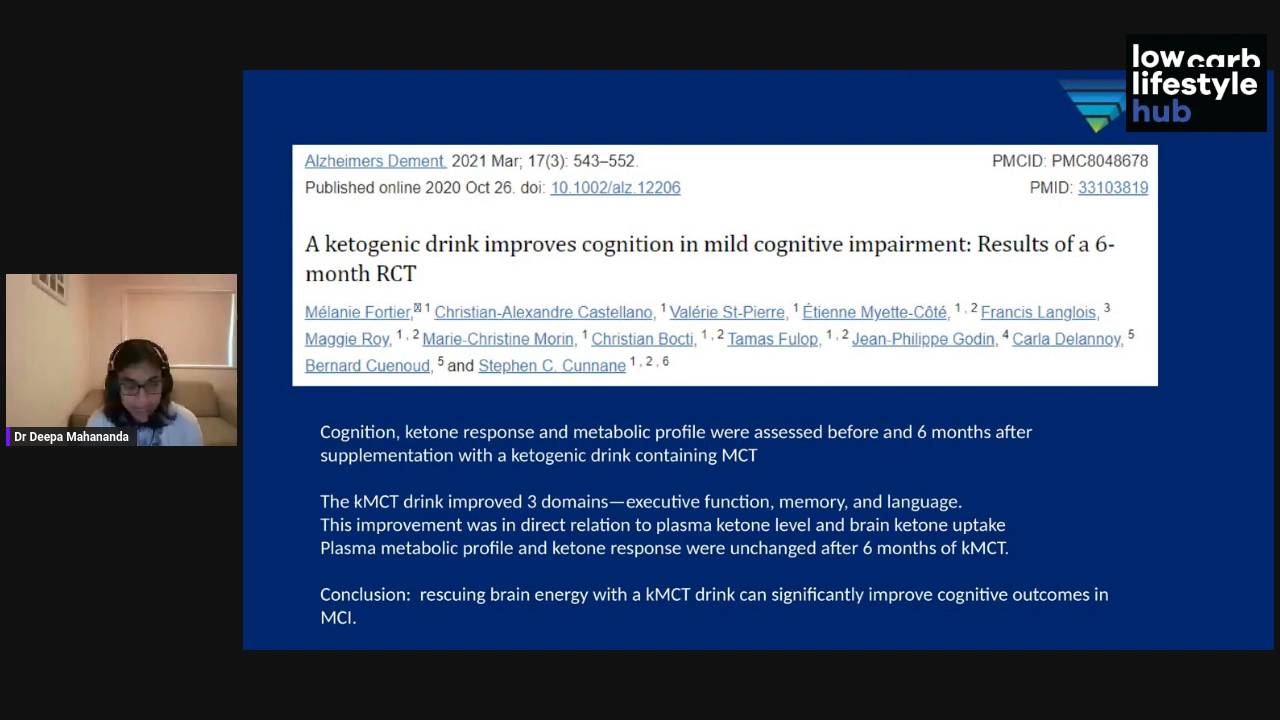 low carb
lifestyle
hub
Alzheimers Dement. 2021 Mar; 17(3): 543–552.
PMCID: PMC8048678
Published online 2020 Oct 26. doi: 10.1002/alz.12206
PMID: 33103819
A ketogenic drink improves cognition in mild cognitive impairment: Results of a 6-
month RCT
Mélanie Fortier, 1 Christian-Alexandre Castellano, 1 Valérie St-Pierre, 1 Étienne Myette-Côté, 1 , 2 Francis Langlois, 3
Maggie Roy, 1 , 2 Marie-Christine Morin, 1 Christian Bocti, 1 , 2 Tamas Fulop, 1 , 2 Jean-Philippe Godin, 4 Carla Delannoy, 5
Bernard Cuenoud, 5 and Stephen C. Cunnane 1 , 2 , 6
Dr Deepa Mahananda
Cognition, ketone response and metabolic profile were assessed before and 6 months after
supplementation with a ketogenic drink containing MCT
The kMCT drink improved 3 domains—executive function, memory, and language.
This improvement was in direct relation to plasma ketone level and brain ketone uptake
Plasma metabolic profile and ketone response were unchanged after 6 months of kMCT.
Conclusion:  rescuing brain energy with a kMCT drink can significantly improve cognitive outcomes in
MCI.